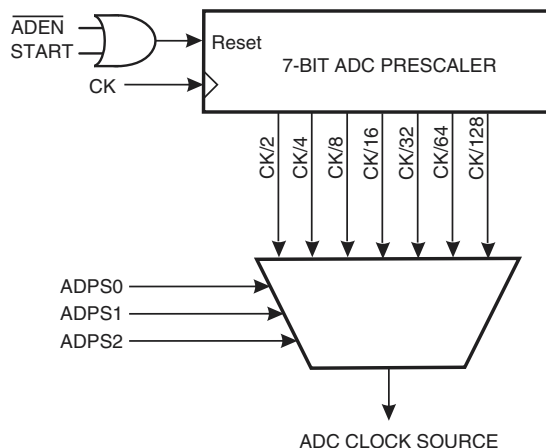 ADEN
START
Reset
7-BIT ADC PRESCALER
CK
CK/2
CK/4
CK/8
CK/16
CK/32
CK/64
CK/128
ADPS0
ADPS1
ADPS2
ADC CLOCK SOURCE